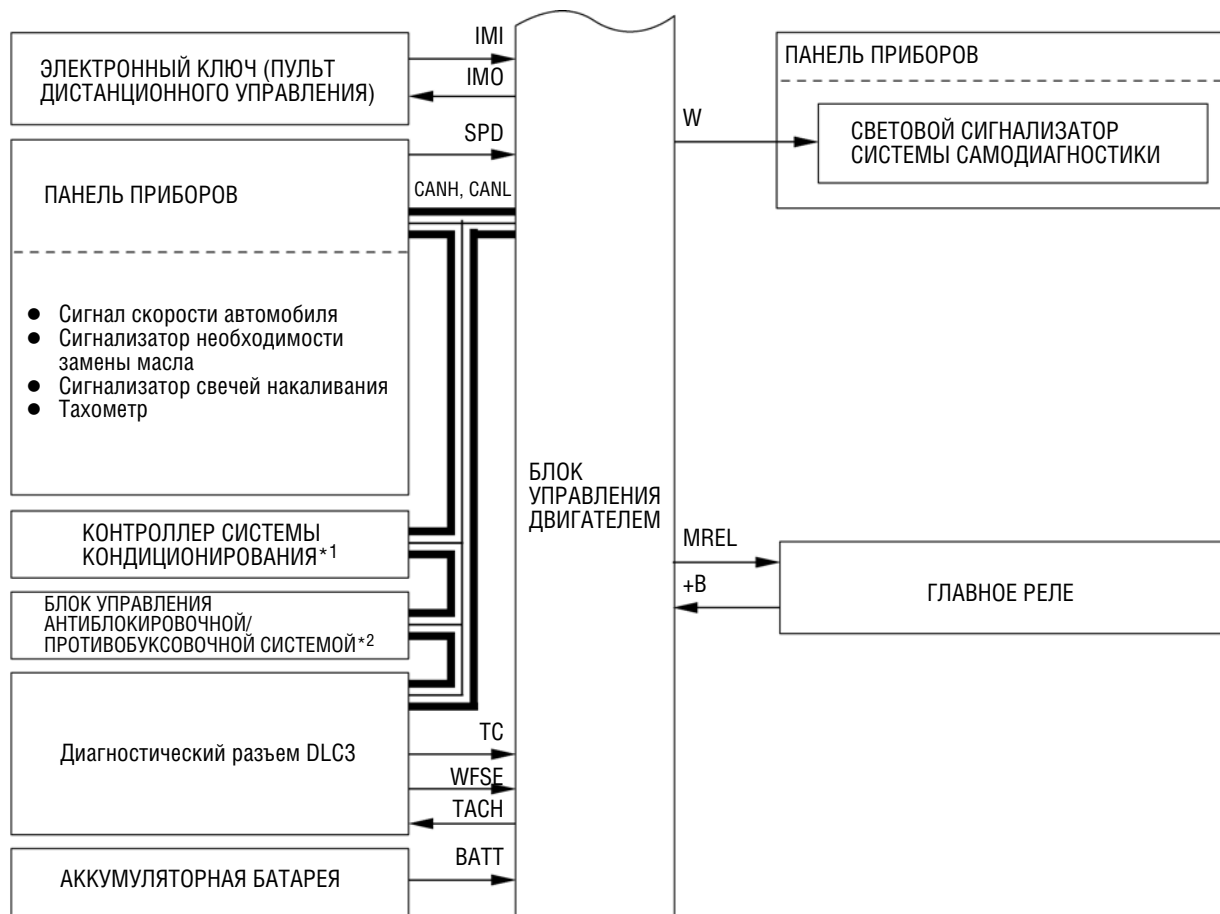 ЭЛЕКТРОННЫЙ КЛЮЧ (ПУЛЬТ
ДИСТАНЦИОННОГО УПРАВЛЕНИЯ)
IMI
IMO
ПАНЕЛЬ ПРИБОРОВ
SPD
CANH, CANL
● Сигнал скорости автомобиля
● Сигнализатор необходимости
замены масла
● Сигнализатор свечей накаливания
● Тахометр
КОНТРОЛЛЕР СИСТЕМЫ
КОНДИЦИОНИРОВАНИЯ*1
БЛОК УПРАВЛЕНИЯ
АНТИБЛОКИРОВОЧНОЙ/
ПРОТИВОБУКСОВОЧНОЙ СИСТЕМОЙ*2
Диагностический разъем DLC3
TC
WFSE
TACH
АККУМУЛЯТОРНАЯ БАТАРЕЯ
BATT
БЛОК
УПРАВЛЕНИЯ
ДВИГАТЕЛЕМ
W
ПАНЕЛЬ ПРИБОРОВ
СВЕТОВОЙ СИГНАЛИЗАТОР
СИСТЕМЫ САМОДИАГНОСТИКИ
MREL
+B
ГЛАВНОЕ РЕЛЕ